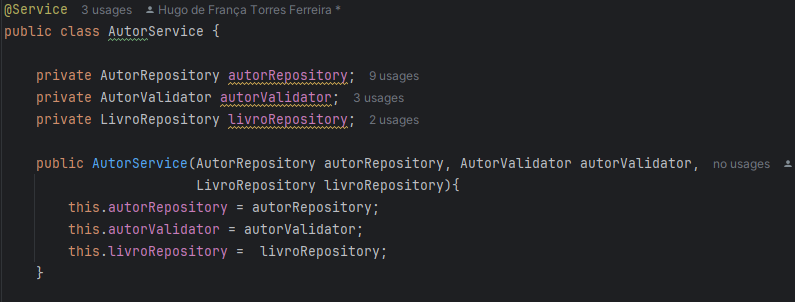 @Service 3 usages Hugo de França Torres Ferreira *
public class AutorService {
private AutorRepository autorRepository; 9 usages
private AutorValidator autorValidator; 3 usages
private LivroRepository livroRepository; 2 usages
public AutorService(AutorRepository autorRepository, AutorValidator autorValidator, no usages
LivroRepository livroRepository){
this.autorRepository = autorRepository;
this.autorValidator = autorValidator;
this.livroRepository =  livroRepository;
}